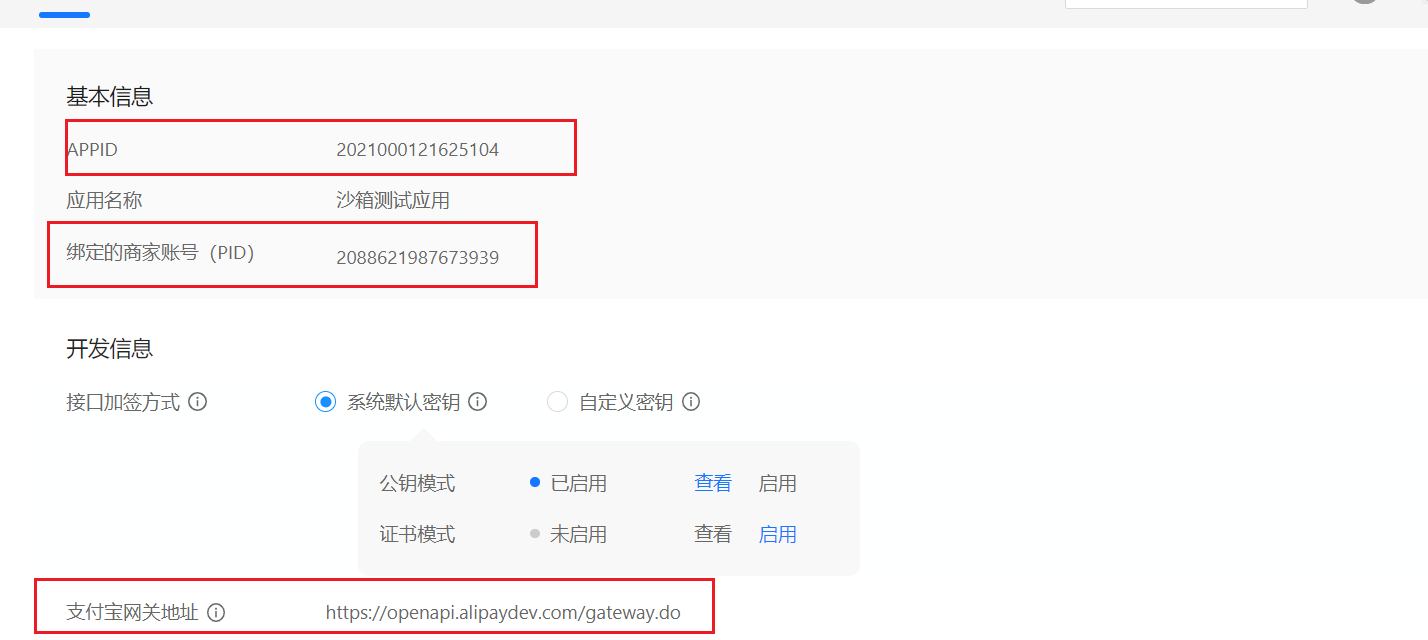 基本信息
APPID 2021000121625104
应用名称 沙箱测试应用
绑定的商家账号（PID） 2088621987673939
开发信息
接口加签方式 系统默认密钥 自定义密钥
公钥模式 已启用 查看 启用
证书模式 未启用 查看 启用
支付宝网关地址 https://openapi.alipaydev.com/gateway.do